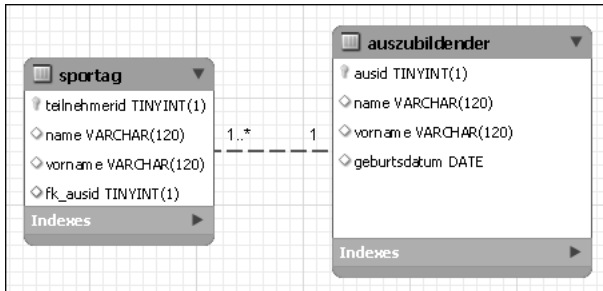 sportag
teilnehmerid TINYINT(1)
name VARCHAR(120)
vorname VARCHAR(120)
fk_ausid TINYINT(1)
Indexes
1..*
1
auszubildender
ausid TINYINT(1)
name VARCHAR(120)
vorname VARCHAR(120)
geburtsdatum DATE
Indexes